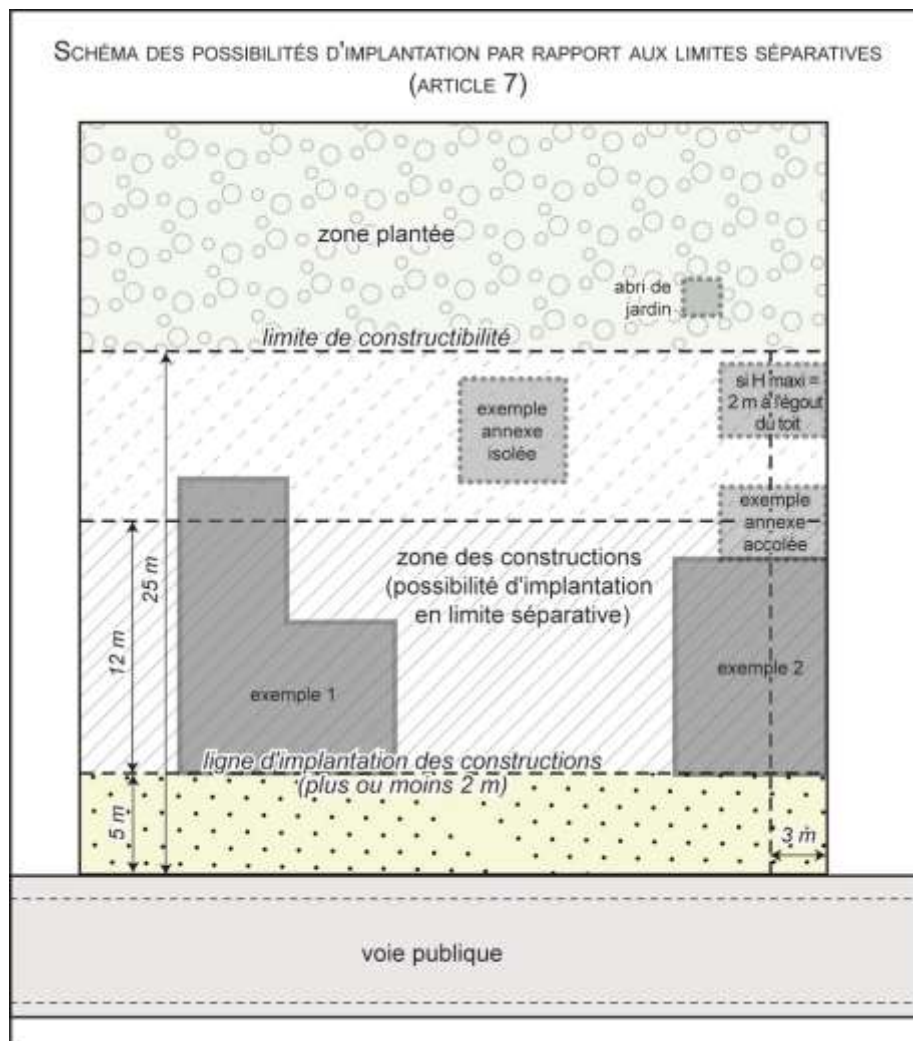 SCHÉMA DES POSSIBILITÉS D'IMPLANTATION PAR RAPPORT AUX LIMITES SÉPARATIVES
(ARTICLE 7)
zone plantée
abri de
jardin
limite de constructibilité
si H maxi =
2 m à l'égout
du toit
exemple
annexe
isolée
exemple
annexe
accolée
zone des constructions
(possibilité d'implantation
en limite séparative)
25 m
12 m
exemple 1
exemple 2
ligne d'implantation des constructions
(plus ou moins 2 m)
5 m
3 m
voie publique